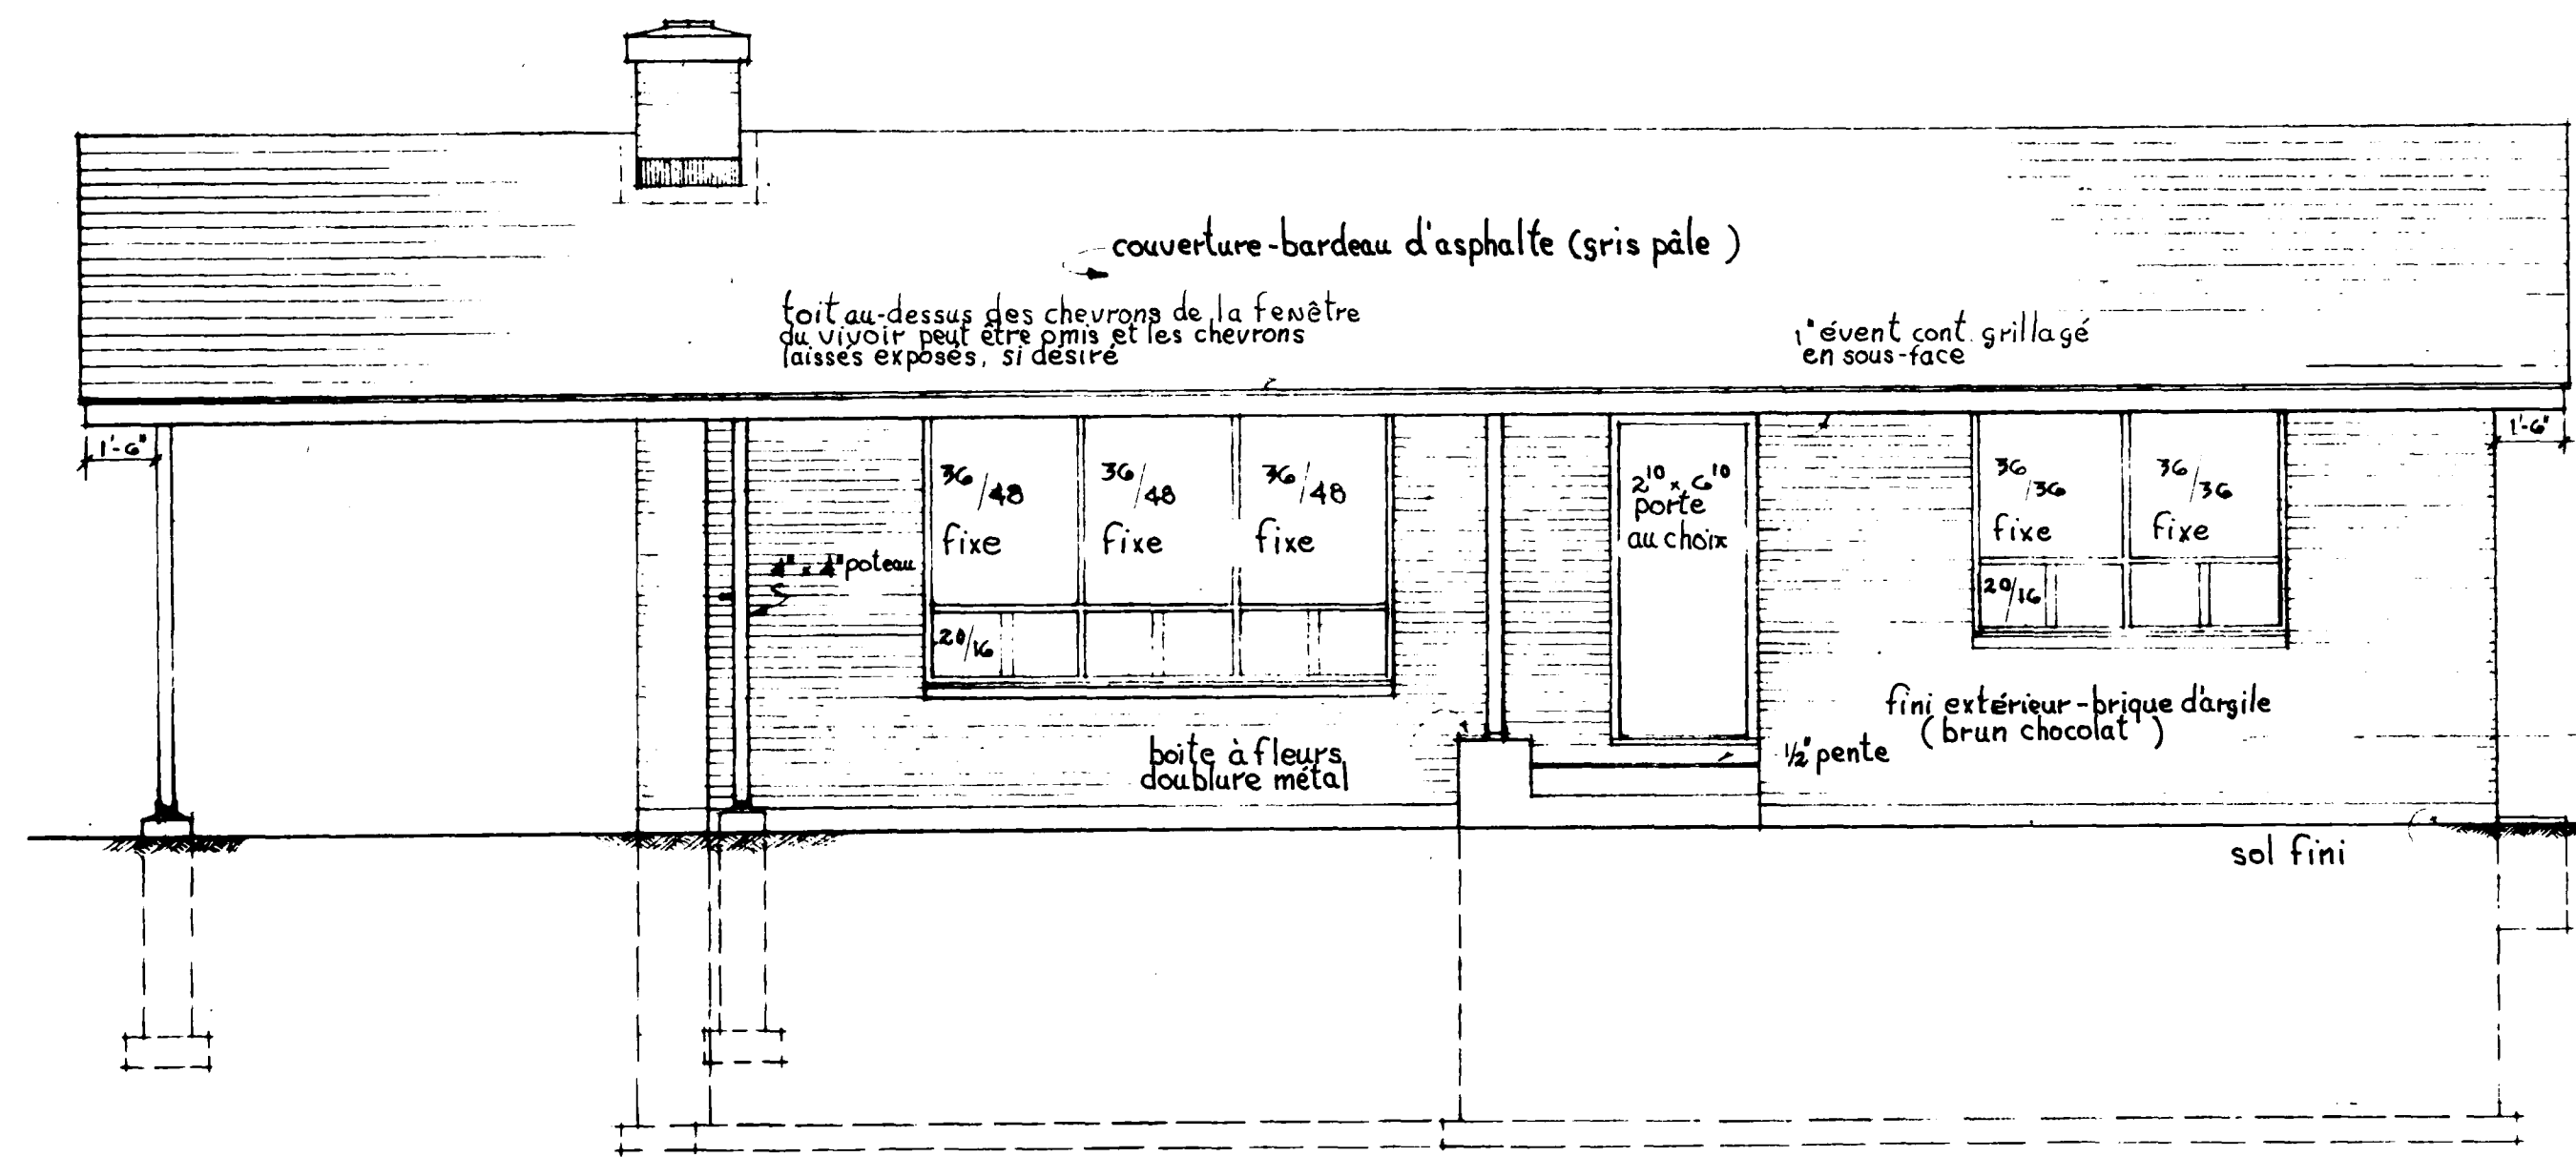 couverture-bardeau d'asphalte (gris pâle )
toit au-dessus des chevrons de la fenêtre
du vivoir peut être omis et les chevrons
laissés exposés, si désiré
1" évent cont. grillagé
en sous-face
1'-6"
1'-6"
36/48
fixe
36/48
fixe
36/48
fixe
2¹⁰ x 6¹⁰
porte
au choix
36/36
fixe
36/36
fixe
4" x 4" poteau
20/16
20/16
fini extérieur-brique d'argile
( brun chocolat )
boite à fleurs
doublure métal
1/2" pente
sol fini